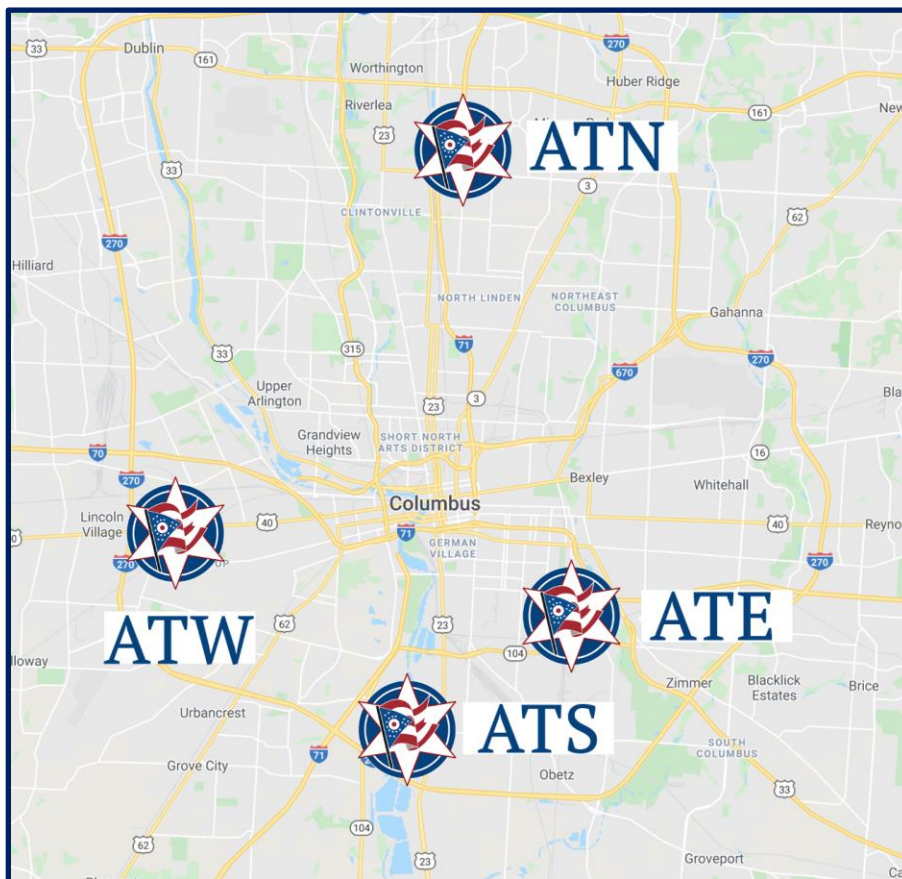 270
33
Dublin
161
Worthington
270
Huber Ridge
Riverlea
161
New
23
ATN
33
3
CLINTONVILLE
62
270
Hilliard
NORTH LINDEN
NORTHEAST
COLUMBUS
Gahanna
315
71
33
270
670
Upper
Arlington
23
3
Bla
Grandview
Heights
SHORT NORTH
ARTS DISTRICT
70
16
270
Bexley
Whitehall
Columbus
Lincoln
Village
40
40
Reyno
71
GERMAN
VILLAGE
270
270
62
23
ATE
ATW
104
lloway
Zimmer
Blacklick
Estates
Brice
Urbancrest
ATS
SOUTH
COLUMBUS
71
Grove City
Obetz
33
104
62
23
Groveport
Ca